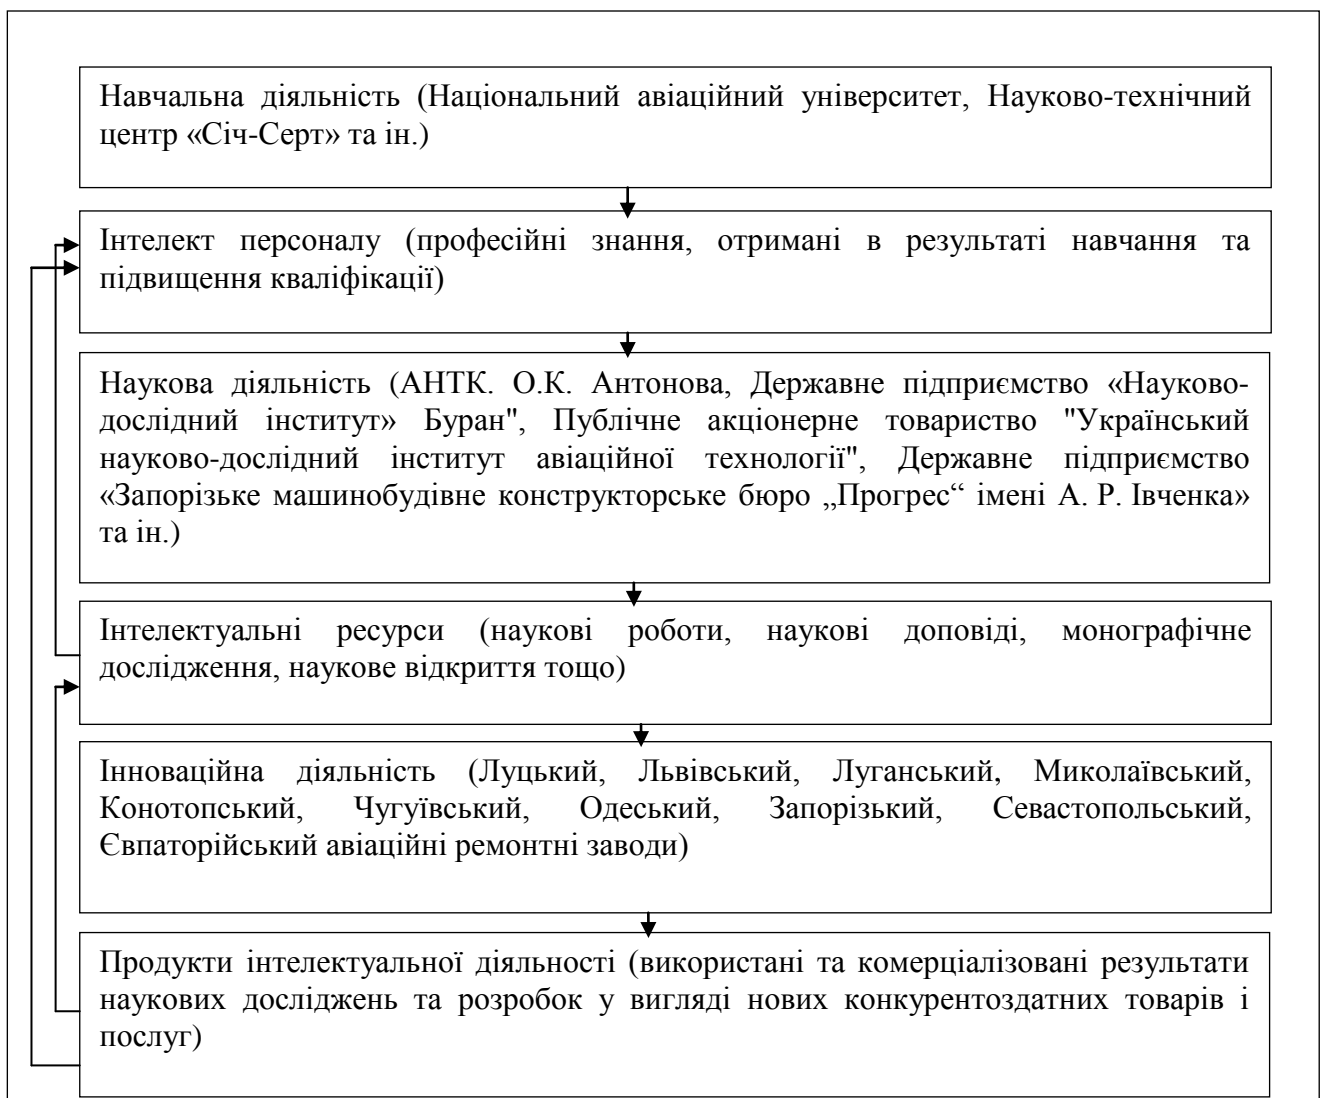 Навчальна діяльність (Національний авіаційний університет, Науково-технічний
центр «Січ-Серт» та ін.)
Інтелект персоналу (професійні знання, отримані в результаті навчання та
підвищення кваліфікації)
Наукова діяльність (АНТК. О.К. Антонова, Державне підприємство «Науково-
дослідний інститут» Буран", Публічне акціонерне товариство "Український
науково-дослідний інститут авіаційної технології", Державне підприємство
«Запорізьке машинобудівне конструкторське бюро „Прогрес“ імені А. Р. Івченка»
та ін.)
Інтелектуальні ресурси (наукові роботи, наукові доповіді, монографічне
дослідження, наукове відкриття тощо)
Інноваційна діяльність (Луцький, Львівський, Луганський, Миколаївський,
Конотопський, Чугуївський, Одеський, Запорізький, Севастопольський,
Євпаторійський авіаційні ремонтні заводи)
Продукти інтелектуальної діяльності (використані та комерціалізовані результати
наукових досліджень та розробок у вигляді нових конкурентоздатних товарів і
послуг)